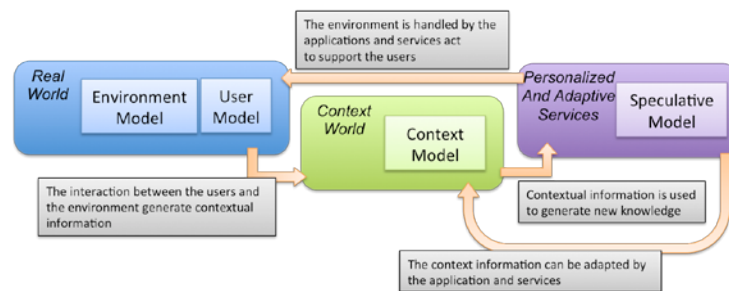 The environment is handled by the
applications and services act
to support the users
Real
World
Environment
Model
User
Model
Context
World
Context
Model
Personalized
And Adaptive
Services
Speculative
Model
The interaction between the users and
the environment generate contextual
information
Contextual information is used
to generate new knowledge
The context information can be adapted by
the application and services